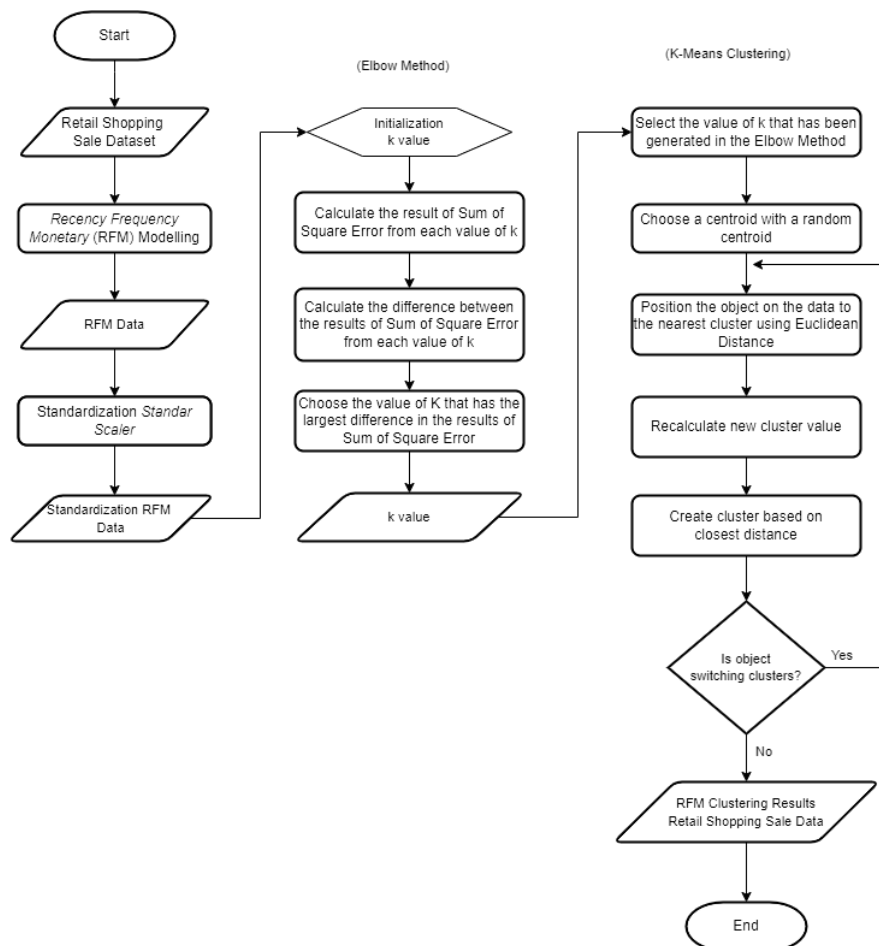 Start
Retail Shopping
Sale Dataset
Recency Frequency
Monetary (RFM) Modelling
RFM Data
Standardization Standar
Scaler
Standardization RFM
Data
(Elbow Method)
Initialization
k value
Calculate the result of Sum of
Square Error from each value of k
Calculate the difference between
the results of Sum of Square Error
from each value of k
Choose the value of K that has the
largest difference in the results of
Sum of Square Error
k value
(K-Means Clustering)
Select the value of k that has been
generated in the Elbow Method
Choose a centroid with a random
centroid
Position the object on the data to
the nearest cluster using Euclidean
Distance
Recalculate new cluster value
Create cluster based on
closest distance
Is object
switching clusters?
Yes
No
RFM Clustering Results
Retail Shopping Sale Data
End